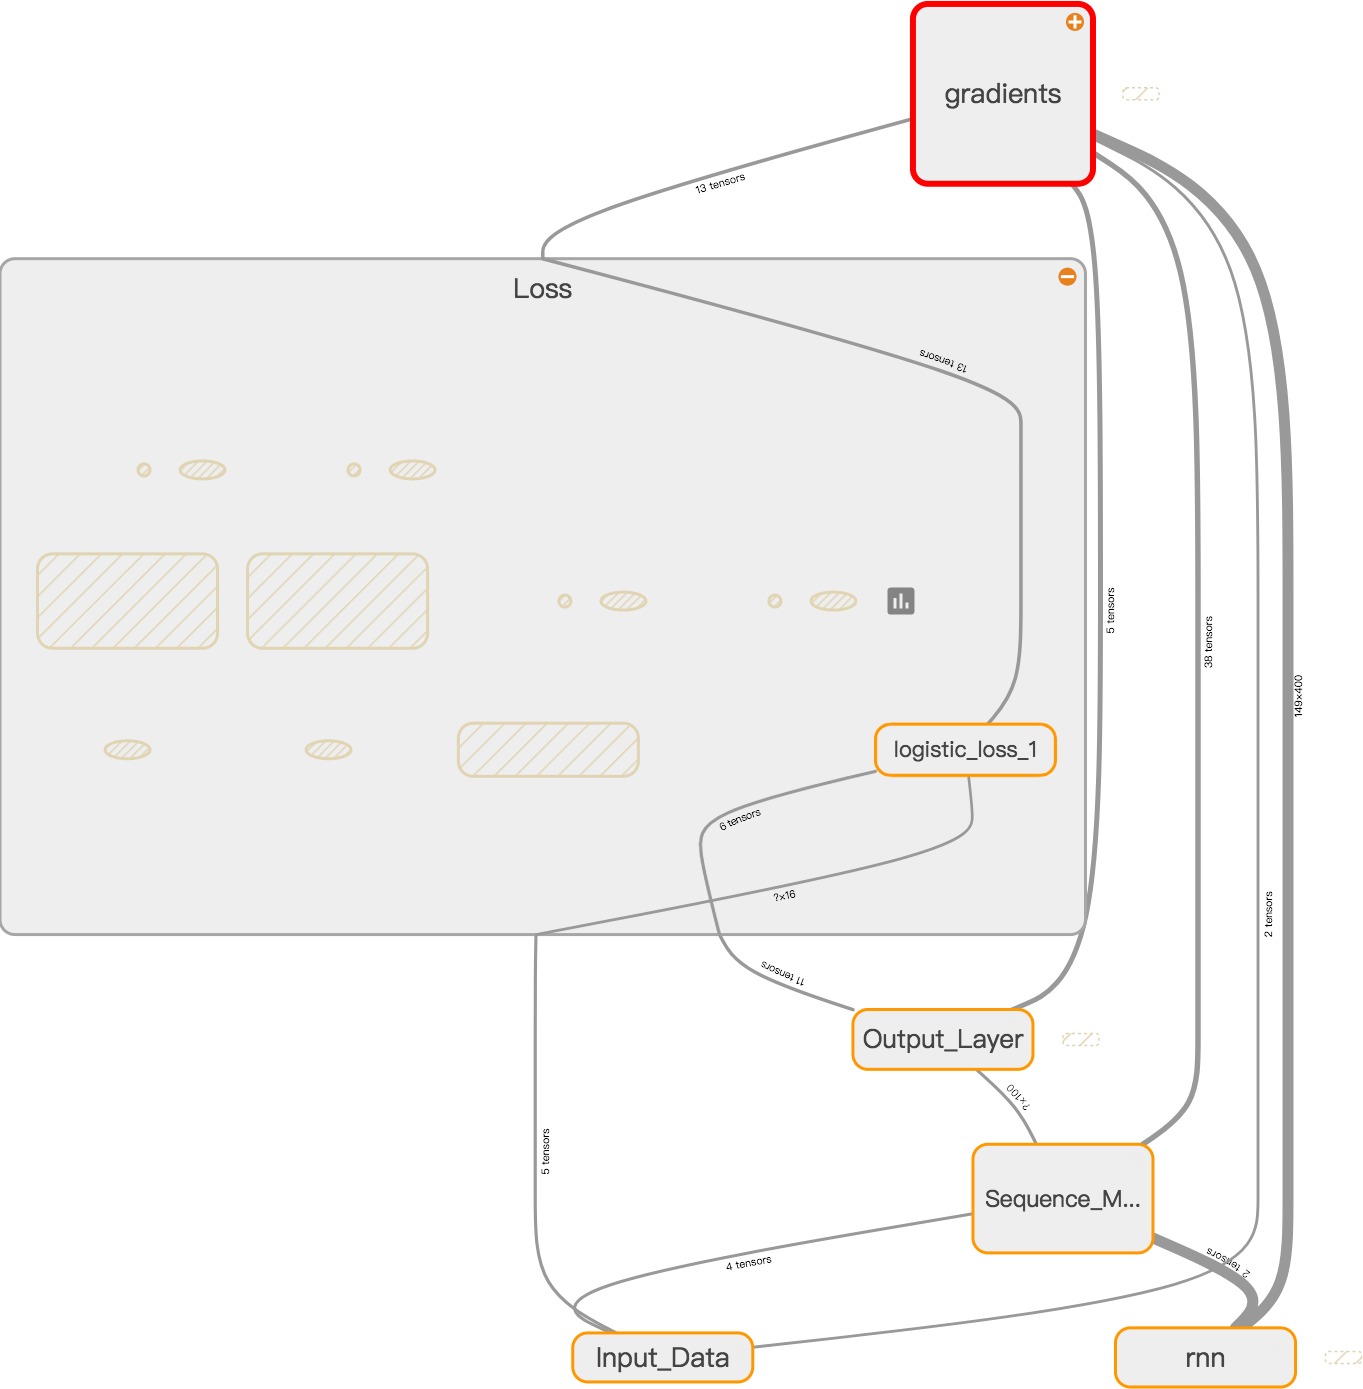 gradients
13 tensors
Loss
13 tensors
5 tensors
38 tensors
149×400
logistic_loss_1
6 tensors
?×16
2 tensors
11 tensors
Output_Layer
?×100
5 tensors
Sequence_M...
4 tensors
2 tensors
Input_Data
rnn